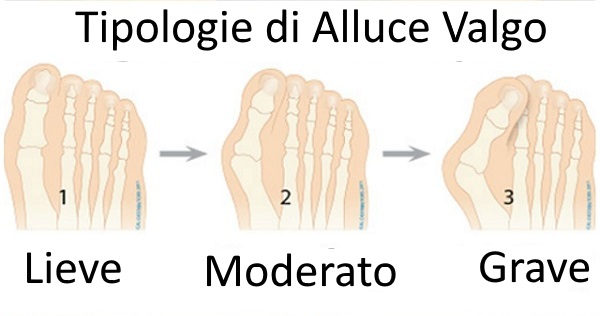 Tipologie di Alluce Valgo
1
2
3
Lieve
Moderato
Grave